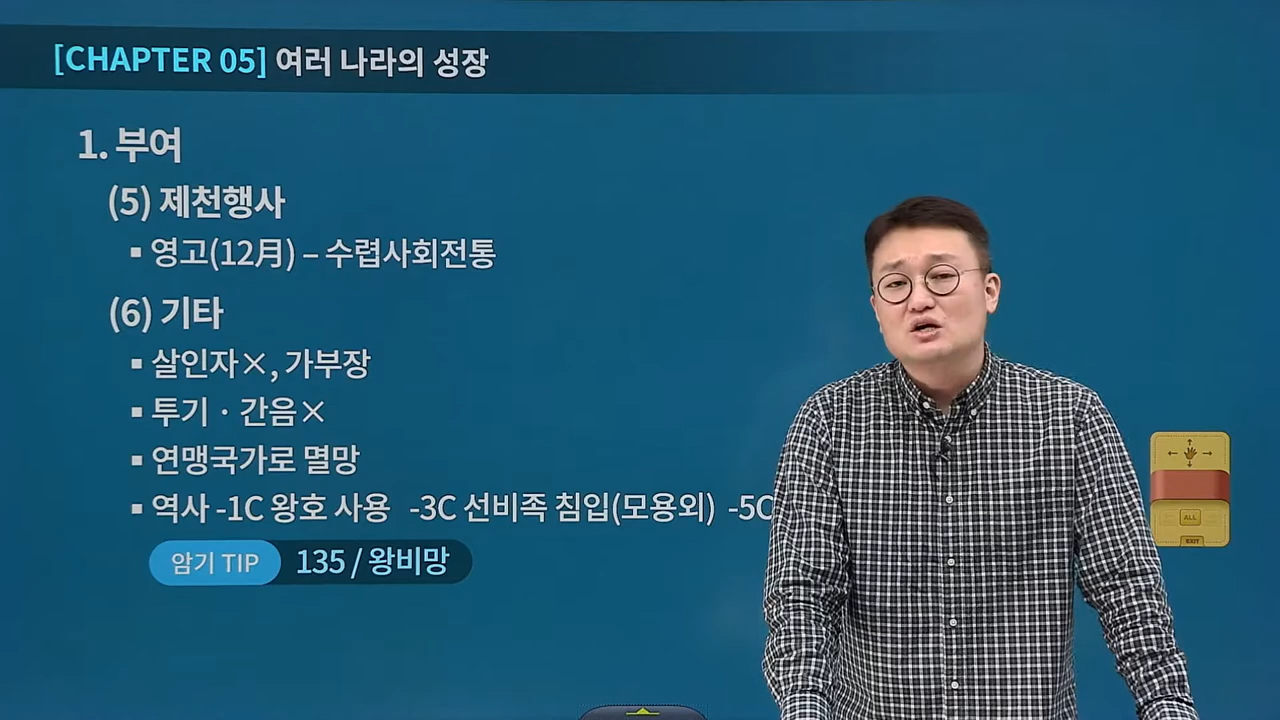 [CHAPTER 05] 여러 나라의 성장
1. 부여
(5) 제천행사
▪ 영고(12月) – 수렵사회전통
(6) 기타
▪ 살인자×, 가부장
▪ 투기 · 간음×
▪ 연맹국가로 멸망
▪ 역사 -1C 왕호 사용 -3C 선비족 침입(모용외) -5C
암기 TIP 135 / 왕비망
ALL
EXIT